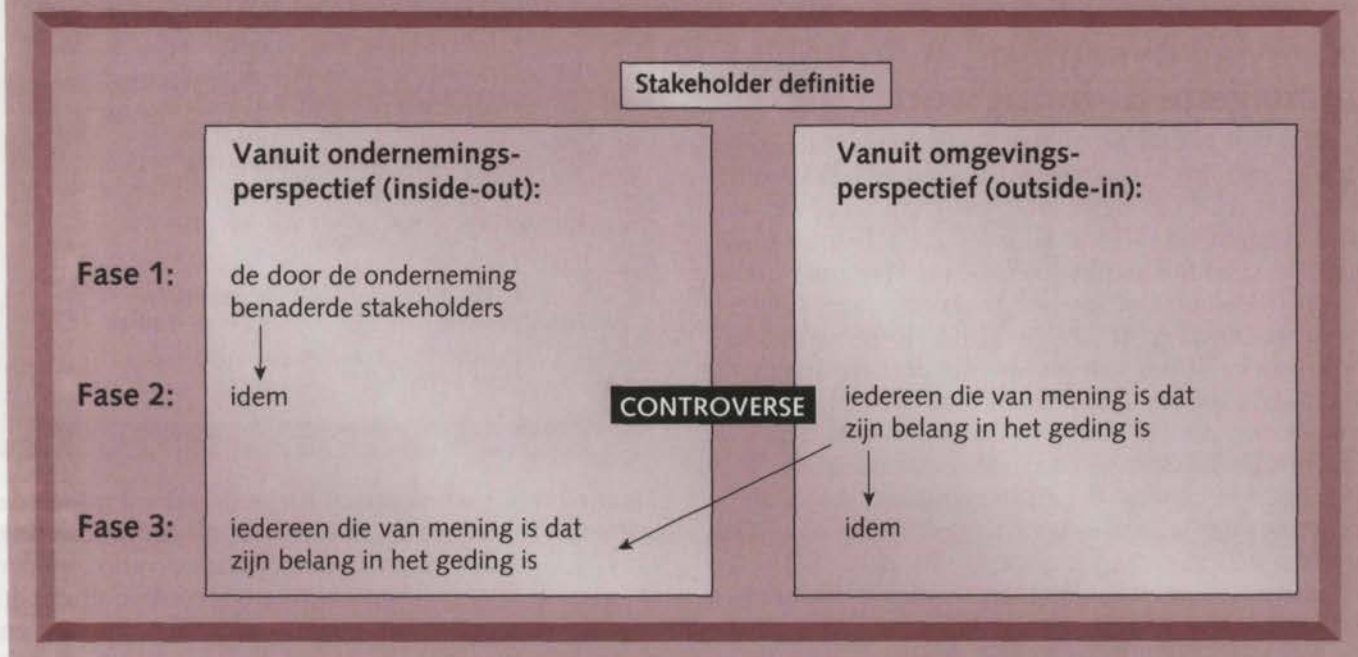 Stakeholder definitie
Vanuit ondernemings-
perspectief (inside-out):
Vanuit omgevings-
perspectief (outside-in):
Fase 1:
de door de onderneming
benaderde stakeholders
Fase 2:
idem
CONTROVERSE
iedereen die van mening is dat
zijn belang in het geding is
Fase 3:
iedereen die van mening is dat
zijn belang in het geding is
idem